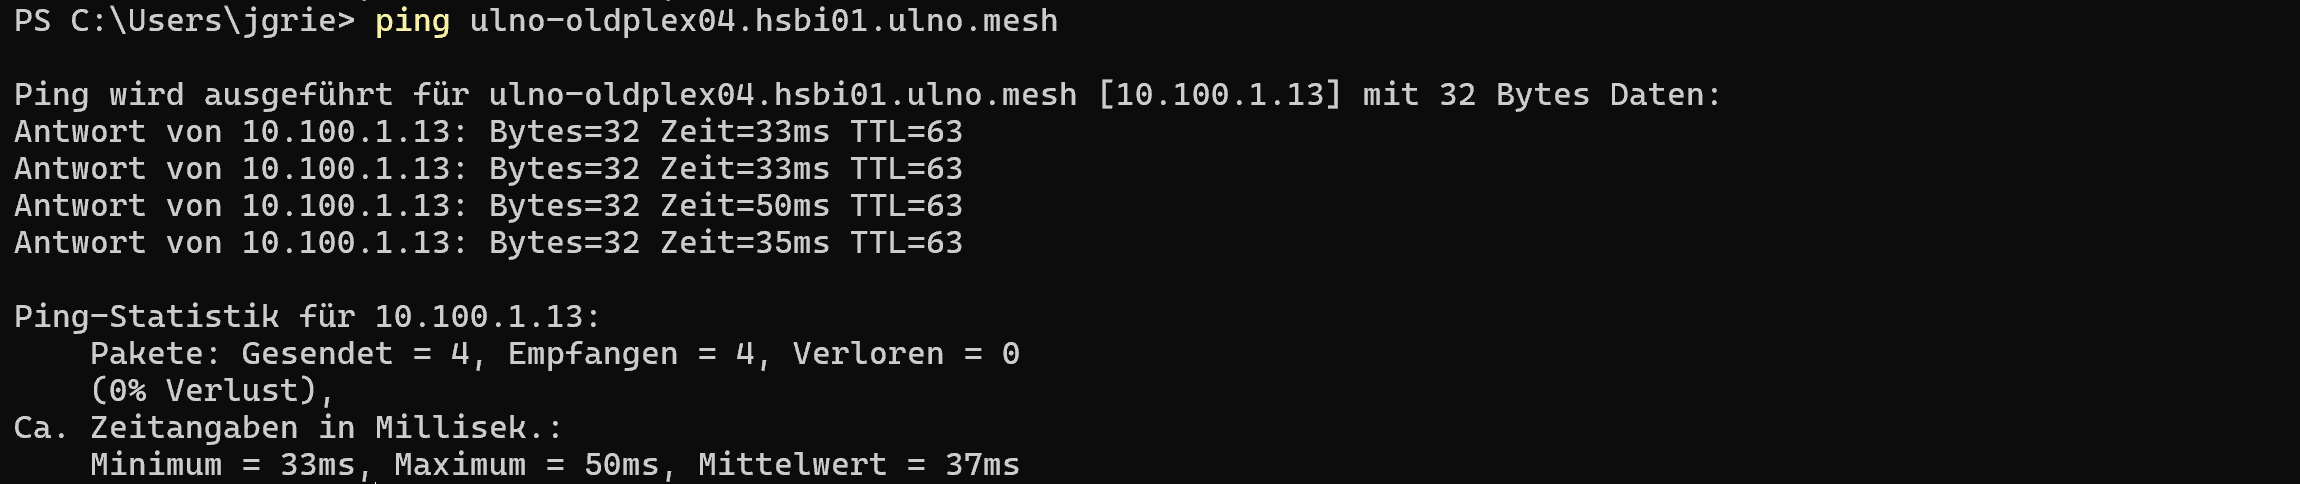 PS C:\Users\jgrie> ping ulno-oldplex04.hsbi01.ulno.mesh
Ping wird ausgeführt für ulno-oldplex04.hsbi01.ulno.mesh [10.100.1.13] mit 32 Bytes Daten:
Antwort von 10.100.1.13: Bytes=32 Zeit=33ms TTL=63
Antwort von 10.100.1.13: Bytes=32 Zeit=33ms TTL=63
Antwort von 10.100.1.13: Bytes=32 Zeit=50ms TTL=63
Antwort von 10.100.1.13: Bytes=32 Zeit=35ms TTL=63
Ping-Statistik für 10.100.1.13:
    Pakete: Gesendet = 4, Empfangen = 4, Verloren = 0
    (0% Verlust),
Ca. Zeitangaben in Millisek.:
    Minimum = 33ms, Maximum = 50ms, Mittelwert = 37ms